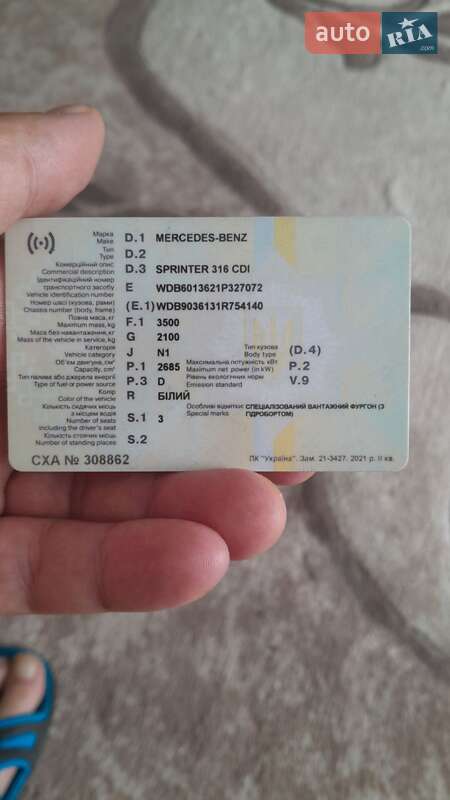 auto RIA .com
Марка
Make D.1 MERCEDES-BENZ
Тип
Type D.2
Комерційний опис
Commercial description D.3 SPRINTER 316 CDI
Ідентифікаційний номер
транспортного засобу E WDB6013621P327072
Vehicle identification number
Номер шасі (кузова, рами) (E.1) WDB9036131R754140
Chassis number (body, frame)
Повна маса, кг F.1 3500
Maximum mass, kg
Маса без навантаження, кг G 2100
Mass of the vehicle in service, kg
Категорія J N1 Тип кузова (D.4)
Vehicle category Body type
Об'єм двигуна, см³ P.1 2685 Максимальна потужність кВт P.2
Capacity, cm³ Maximum net power (in kW)
Тип палива або джерела енергії P.3 D Рівень екологічних норм V.9
Type of fuel or power source Emission standard
Колір R БІЛИЙ
Color of the vehicle
Кількість сидячих місць Особливі відмітки: СПЕЦІАЛІЗОВАНИЙ ВАНТАЖНИЙ ФУРГОН (З
з місцем водія S.1 3 Special marks ГІДРОБОРТОМ)
Number of seats
including the driver's seat
Кількість стоячих місць S.2
Number of standing places
СХА № 308862 ПК "Україна". Зам. 21-3427. 2021 р. II кв.